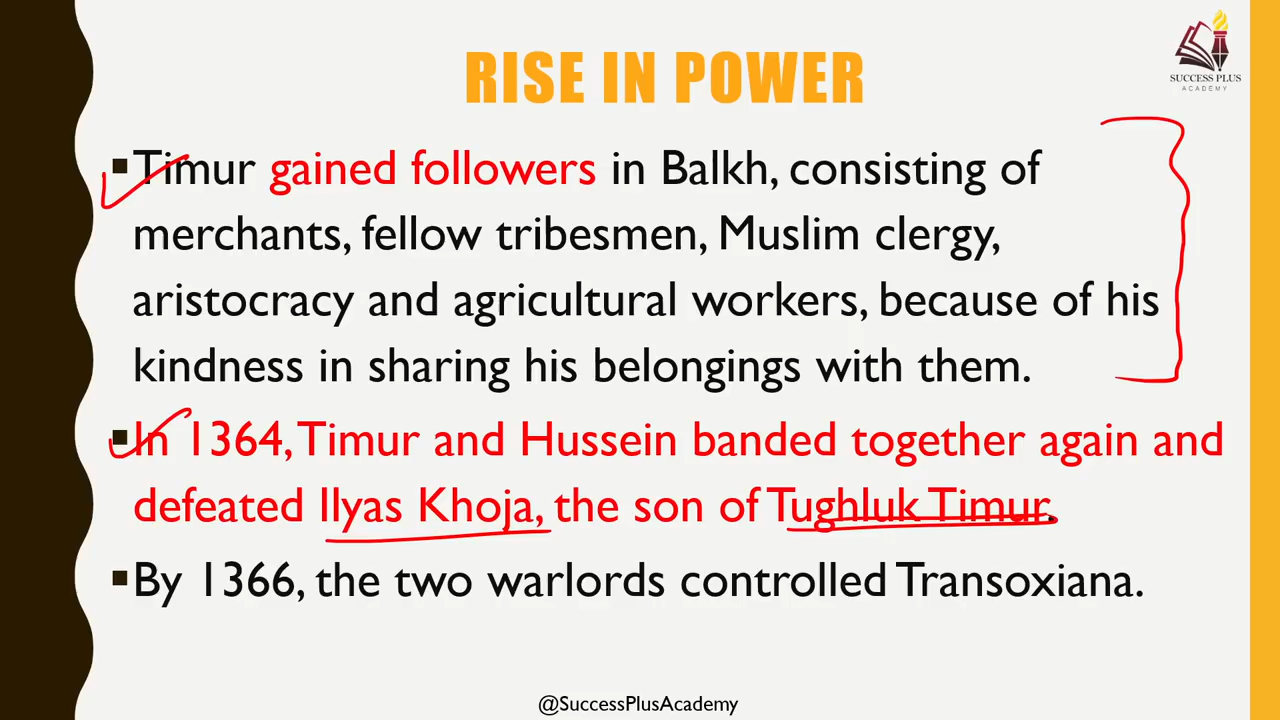 SUCCESS PLUS
ACADEMY
RISE IN POWER
▪Timur gained followers in Balkh, consisting of
merchants, fellow tribesmen, Muslim clergy,
aristocracy and agricultural workers, because of his
kindness in sharing his belongings with them.
▪In 1364, Timur and Hussein banded together again and
defeated Ilyas Khoja, the son of Tughluk Timur.
▪By 1366, the two warlords controlled Transoxiana.
@SuccessPlusAcademy